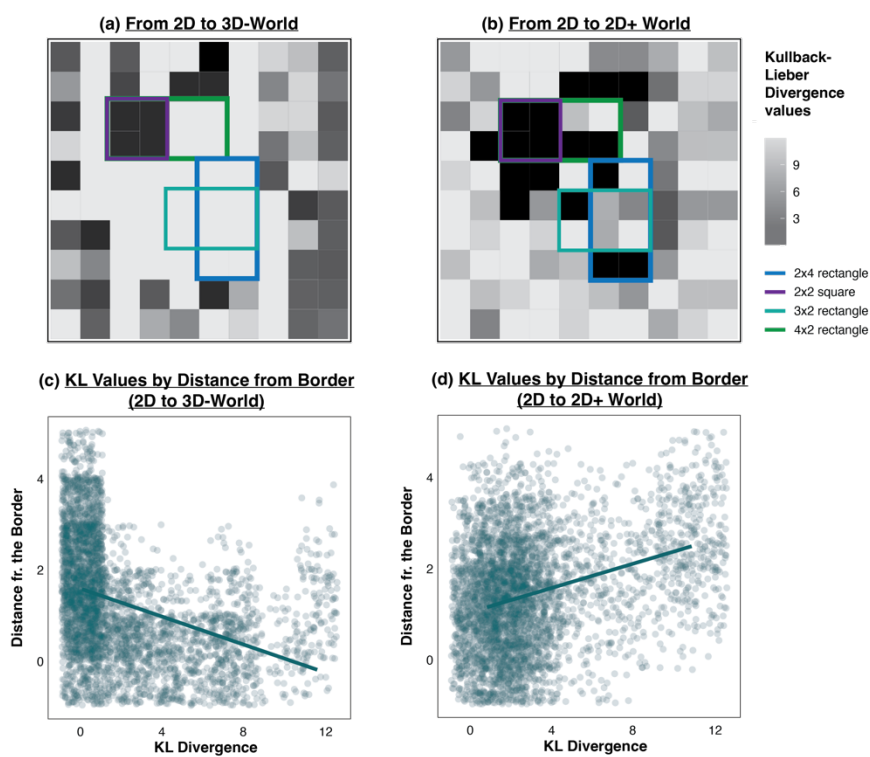 (a) From 2D to 3D-World
(b) From 2D to 2D+ World
Kullback-
Lieber
Divergence
values
9
6
3
2x4 rectangle
2x2 square
3x2 rectangle
4x2 rectangle
(c) KL Values by Distance from Border
(2D to 3D-World)
(d) KL Values by Distance from Border
(2D to 2D+ World)
Distance fr. the Border
4
2
0
0 4 8 12
KL Divergence
Distance fr. the Border
4
2
0
0 4 8 12
KL Divergence